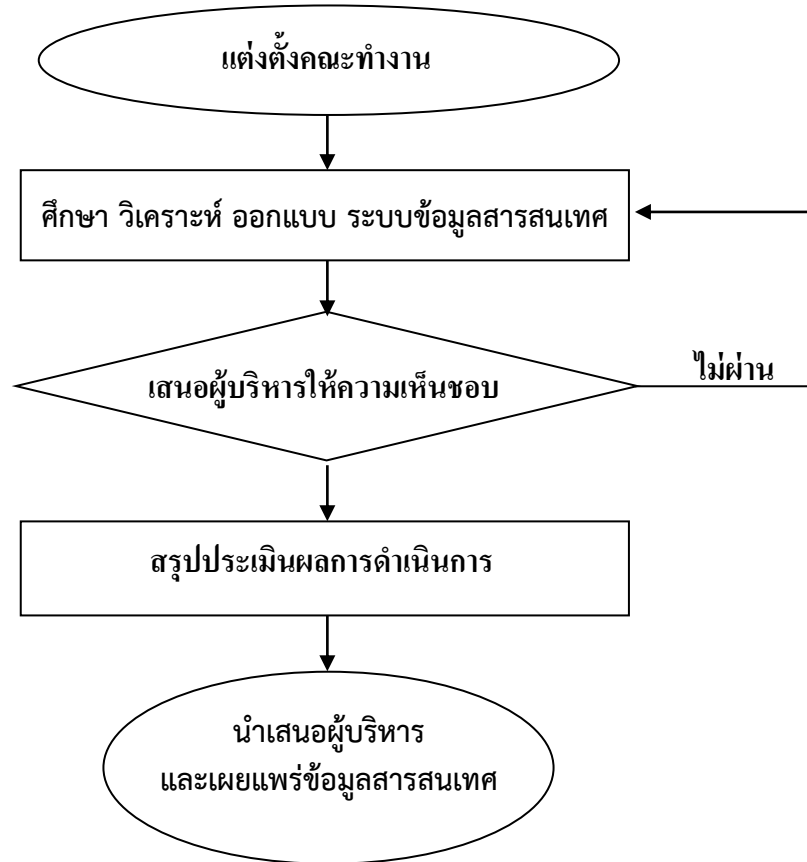 แต่งตั้งคณะทำงาน
ศึกษา วิเคราะห์ ออกแบบ ระบบข้อมูลสารสนเทศ
เสนอผู้บริหารให้ความเห็นชอบ
ไม่ผ่าน
สรุปประเมินผลการดำเนินการ
นำเสนอผู้บริหาร
และเผยแพร่ข้อมูลสารสนเทศ